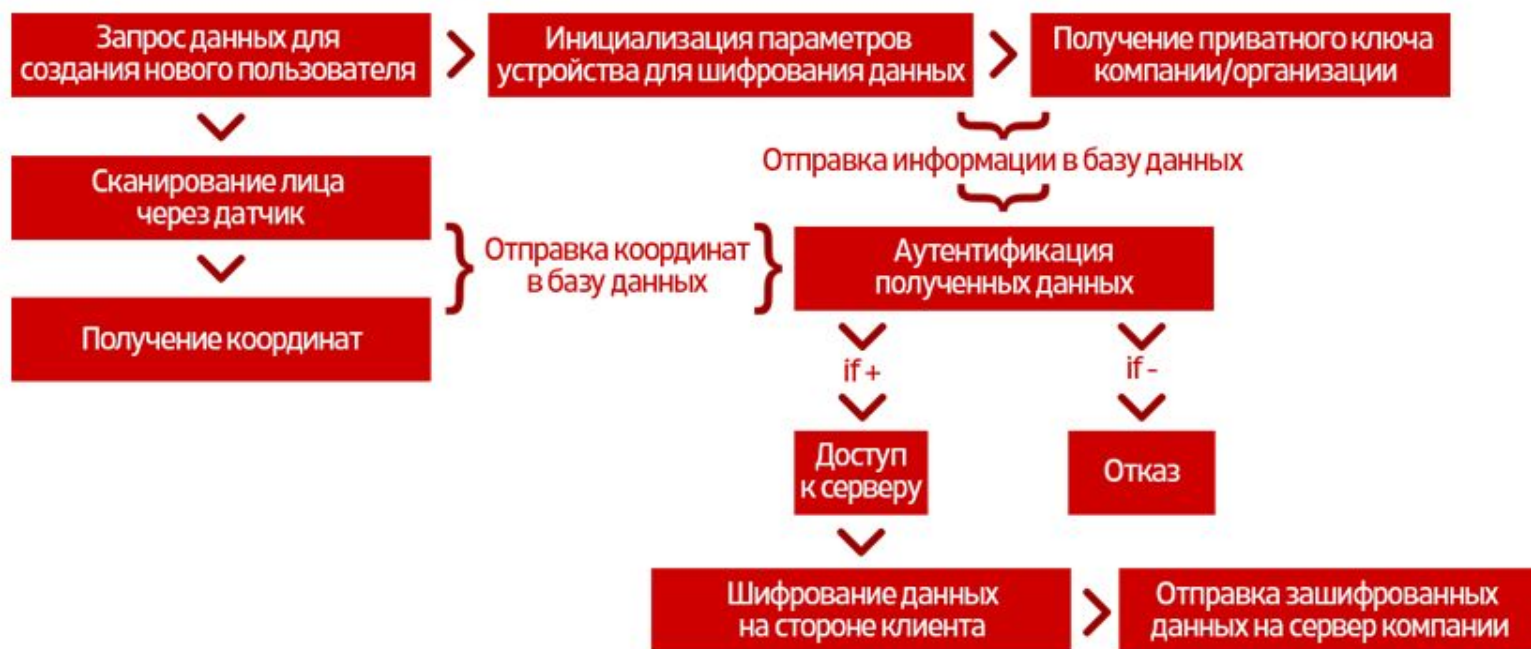 Запрос данных для
создания нового пользователя
Инициализация параметров
устройства для шифрования данных
Получение приватного ключа
компании/организации
Отправка информации в базу данных
Сканирование лица
через датчик
Получение координат
Отправка координат
в базу данных
Аутентификация
полученных данных
if +
if -
Доступ
к серверу
Отказ
Шифрование данных
на стороне клиента
Отправка зашифрованных
данных на сервер компании